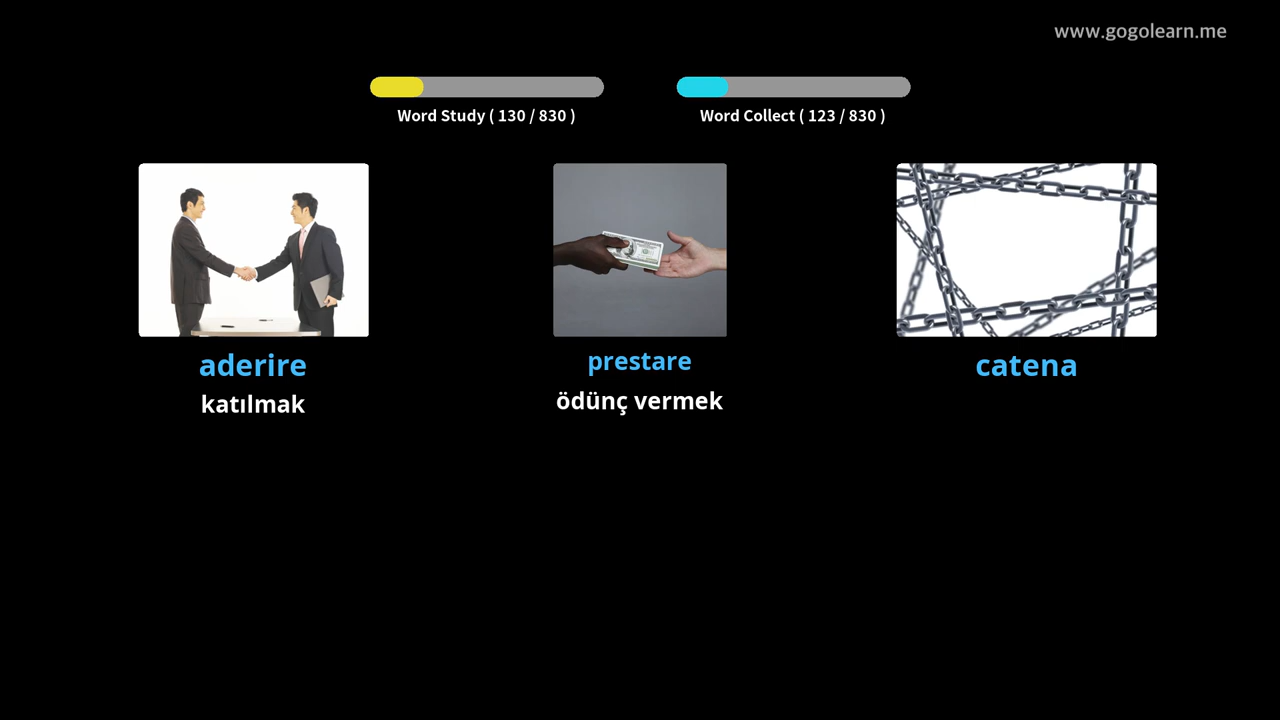 www.gogolearn.me
Word Study ( 130 / 830 )
Word Collect ( 123 / 830 )
aderire
katılmak
prestare
ödünç vermek
catena